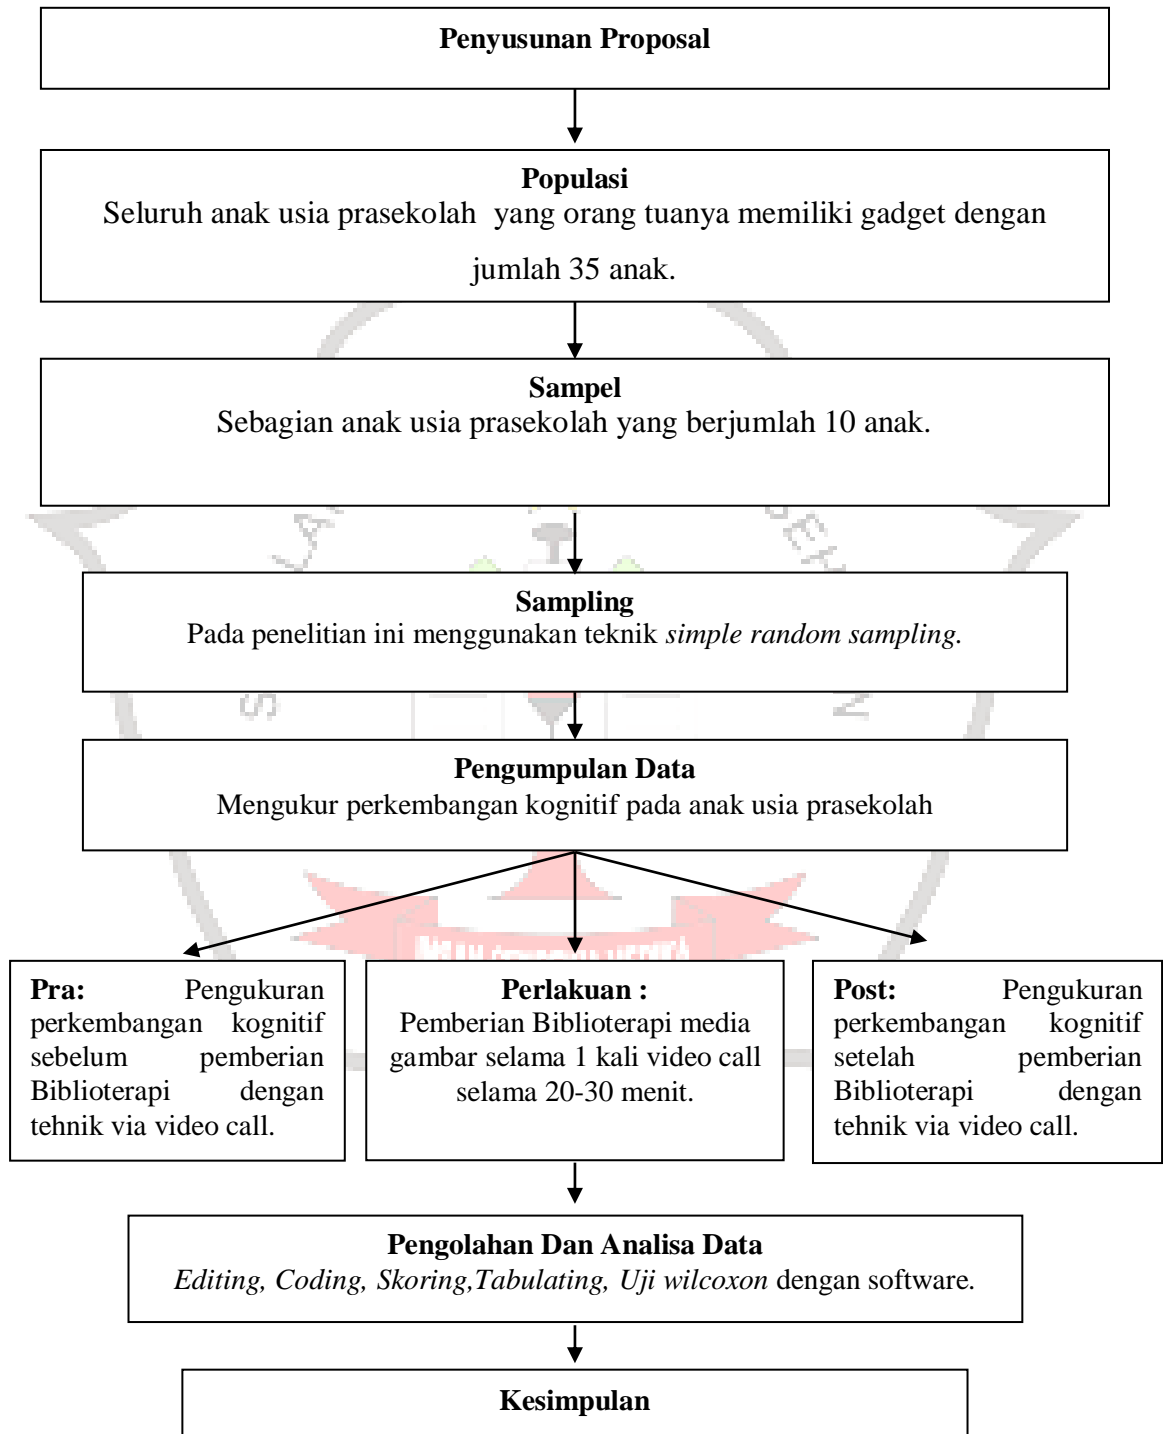 Penyusunan Proposal
Populasi
Seluruh anak usia prasekolah yang orang tuanya memiliki gadget dengan
jumlah 35 anak.
Sampel
Sebagian anak usia prasekolah yang berjumlah 10 anak.
Sampling
Pada penelitian ini menggunakan teknik simple random sampling.
Pengumpulan Data
Mengukur perkembangan kognitif pada anak usia prasekolah
Pra: Pengukuran
perkembangan kognitif
sebelum pemberian
Biblioterapi dengan
tehnik via video call.
Perlakuan :
Pemberian Biblioterapi media
gambar selama 1 kali video call
selama 20-30 menit.
Post: Pengukuran
perkembangan kognitif
setelah pemberian
Biblioterapi dengan
tehnik via video call.
Pengolahan Dan Analisa Data
Editing, Coding, Skoring,Tabulating, Uji wilcoxon dengan software.
Kesimpulan